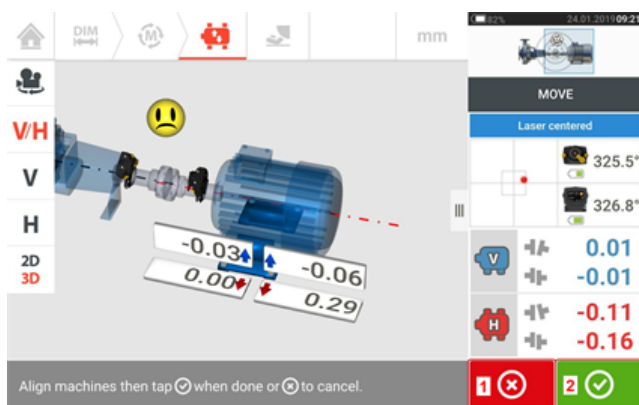 DIM
M
mm
82%
24.01.2019 09:21
V/H
V
H
2D
3D
-0.03
-0.06
0.00
0.29
MOVE
Laser centered
325.5°
326.8°
V
0.01
-0.01
H
-0.11
-0.16
Align machines then tap when done or to cancel.
1
2